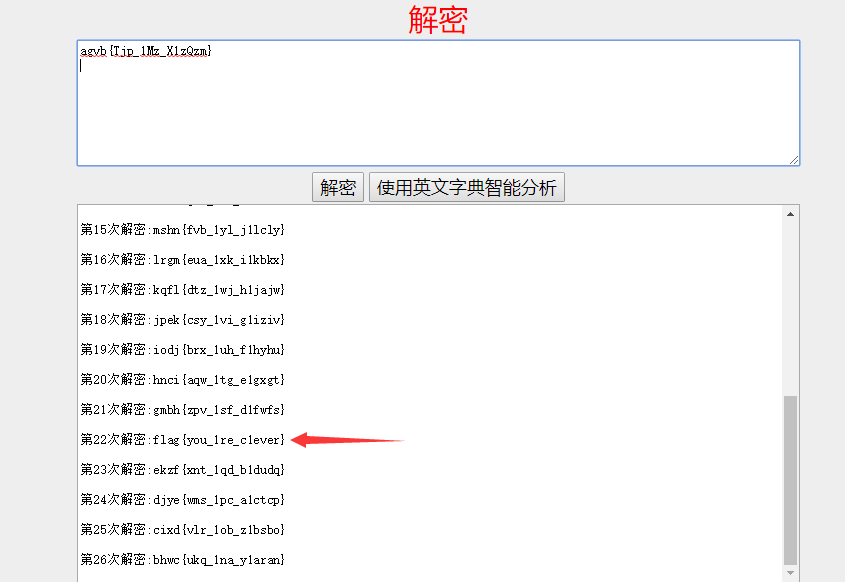 解密
agvb{Tjp_1Mz_X1zQzm}
解密 使用英文字典智能分析
第15次解密:mshn{fvb_1yl_j1lcly}
第16次解密:lrgm{eua_1xk_i1kbkx}
第17次解密:kqfl{dtz_1wj_h1jajw}
第18次解密:jpek{csy_1vi_g1iziv}
第19次解密:iodj{brx_1uh_f1hyhu}
第20次解密:hnci{aqw_1tg_e1gxgt}
第21次解密:gmbh{zpv_1sf_d1fwfs}
第22次解密:flag{you_1re_c1ever}
第23次解密:ekzf{xnt_1qd_b1dudq}
第24次解密:djye{wms_1pc_a1ctcp}
第25次解密:cixd{vlr_1ob_z1bsbo}
第26次解密:bhwc{ukq_1na_y1aran}